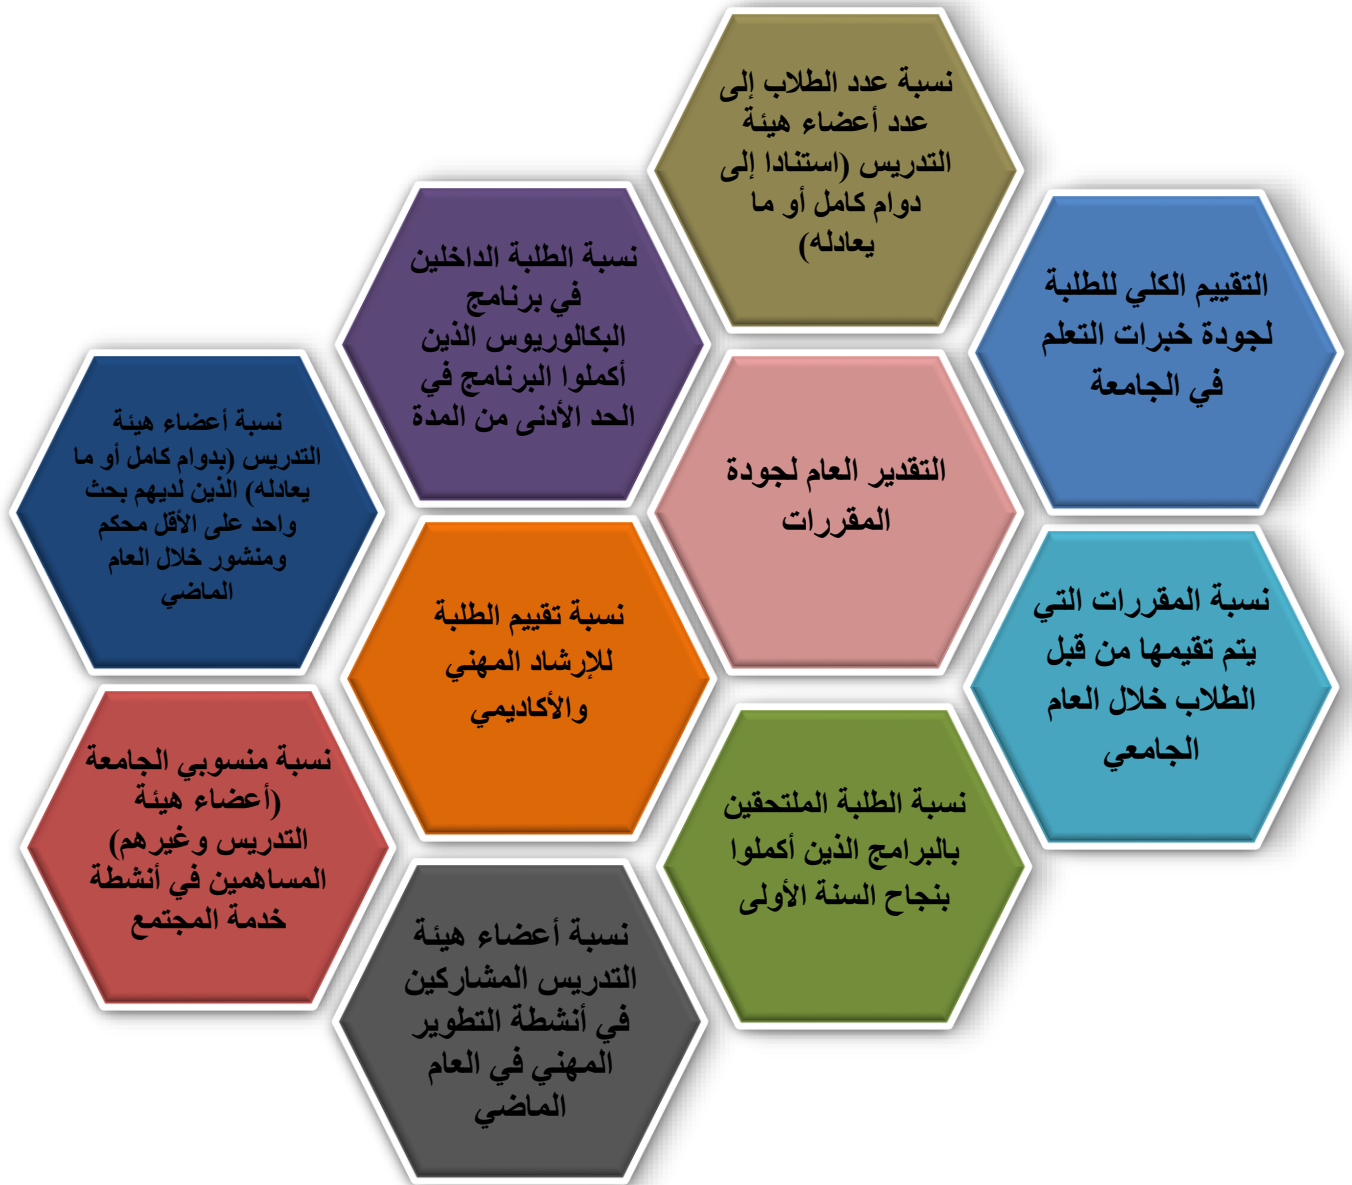 نسبة عدد الطلاب إلى
عدد أعضاء هيئة
التدريس (استنادا إلى
دوام كامل أو ما
يعادله)
التقييم الكلي للطلبة
لجودة خبرات التعلم
في الجامعة
نسبة الطلبة الداخلين
في برنامج
البكالوريوس الذين
أكملوا البرنامج في
الحد الأدنى من المدة
التقدير العام لجودة
المقررات
نسبة أعضاء هيئة
التدريس (بدوام كامل أو ما
يعادله) الذين لديهم بحث
واحد على الأقل محكم
ومنشور خلال العام
الماضي
نسبة المقررات التي
يتم تقيمها من قبل
الطلاب خلال العام
الجامعي
نسبة تقييم الطلبة
للإرشاد المهني
والأكاديمي
نسبة منسوبي الجامعة
(أعضاء هيئة
التدريس وغيرهم)
المساهمين في أنشطة
خدمة المجتمع
نسبة الطلبة الملتحقين
بالبرامج الذين أكملوا
بنجاح السنة الأولى
نسبة أعضاء هيئة
التدريس المشاركين
في أنشطة التطوير
المهني في العام
الماضي